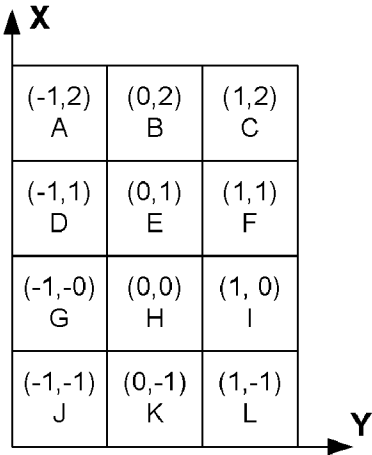 X
(-1,2) (0,2) (1,2)
A B C
(-1,1) (0,1) (1,1)
D E F
(-1,-0) (0,0) (1, 0)
G H I
(-1,-1) (0,-1) (1,-1)
J K L
Y